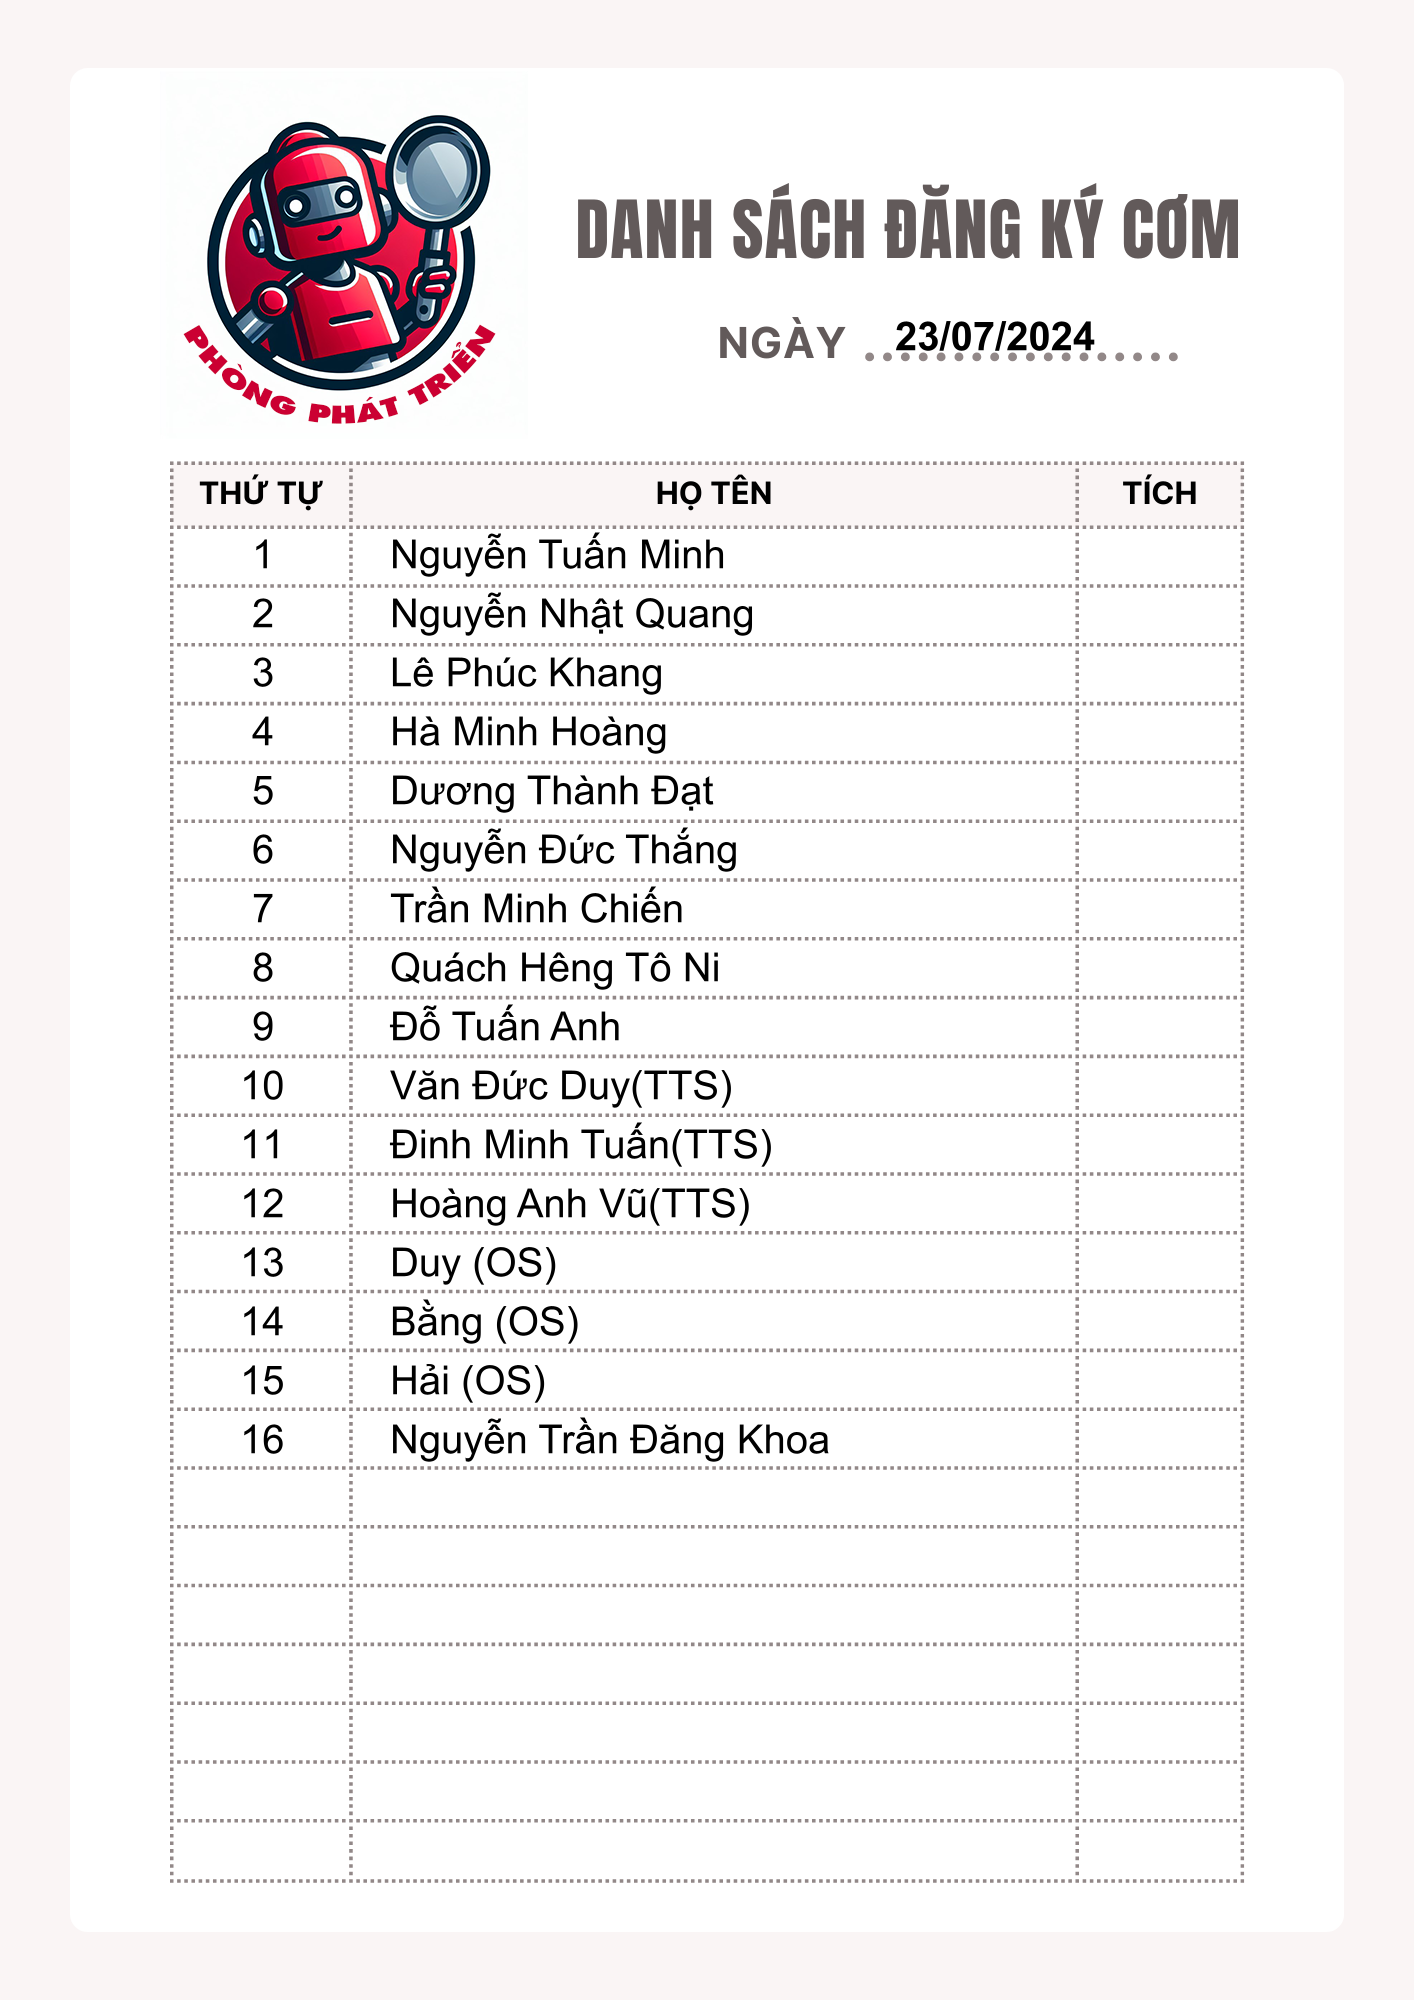 PHÒNG PHÁT TRIỂN
DANH SÁCH ĐĂNG KÝ CƠM
NGÀY 23/07/2024
THỨ TỰ HỌ TÊN TÍCH
1 Nguyễn Tuấn Minh
2 Nguyễn Nhật Quang
3 Lê Phúc Khang
4 Hà Minh Hoàng
5 Dương Thành Đạt
6 Nguyễn Đức Thắng
7 Trần Minh Chiến
8 Quách Hêng Tô Ni
9 Đỗ Tuấn Anh
10 Văn Đức Duy(TTS)
11 Đinh Minh Tuấn(TTS)
12 Hoàng Anh Vũ(TTS)
13 Duy (OS)
14 Bằng (OS)
15 Hải (OS)
16 Nguyễn Trần Đăng Khoa